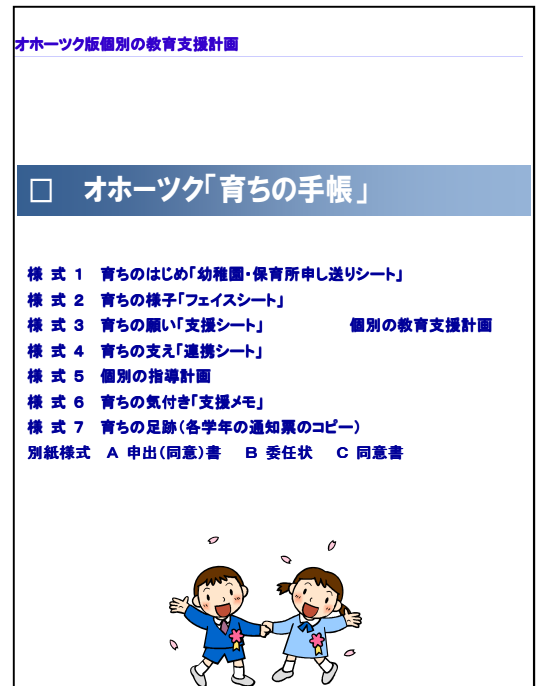 オホーツク版個別の教育支援計画
□ オホーツク「育ちの手帳」
様 式 1 育ちのはじめ「幼稚園・保育所申し送りシート」
様 式 2 育ちの様子「フェイスシート」
様 式 3 育ちの願い「支援シート」 個別の教育支援計画
様 式 4 育ちの支え「連携シート」
様 式 5 個別の指導計画
様 式 6 育ちの気付き「支援メモ」
様 式 7 育ちの足跡(各学年の通知票のコピー)
別紙様式 A 申出(同意)書 B 委任状 C 同意書